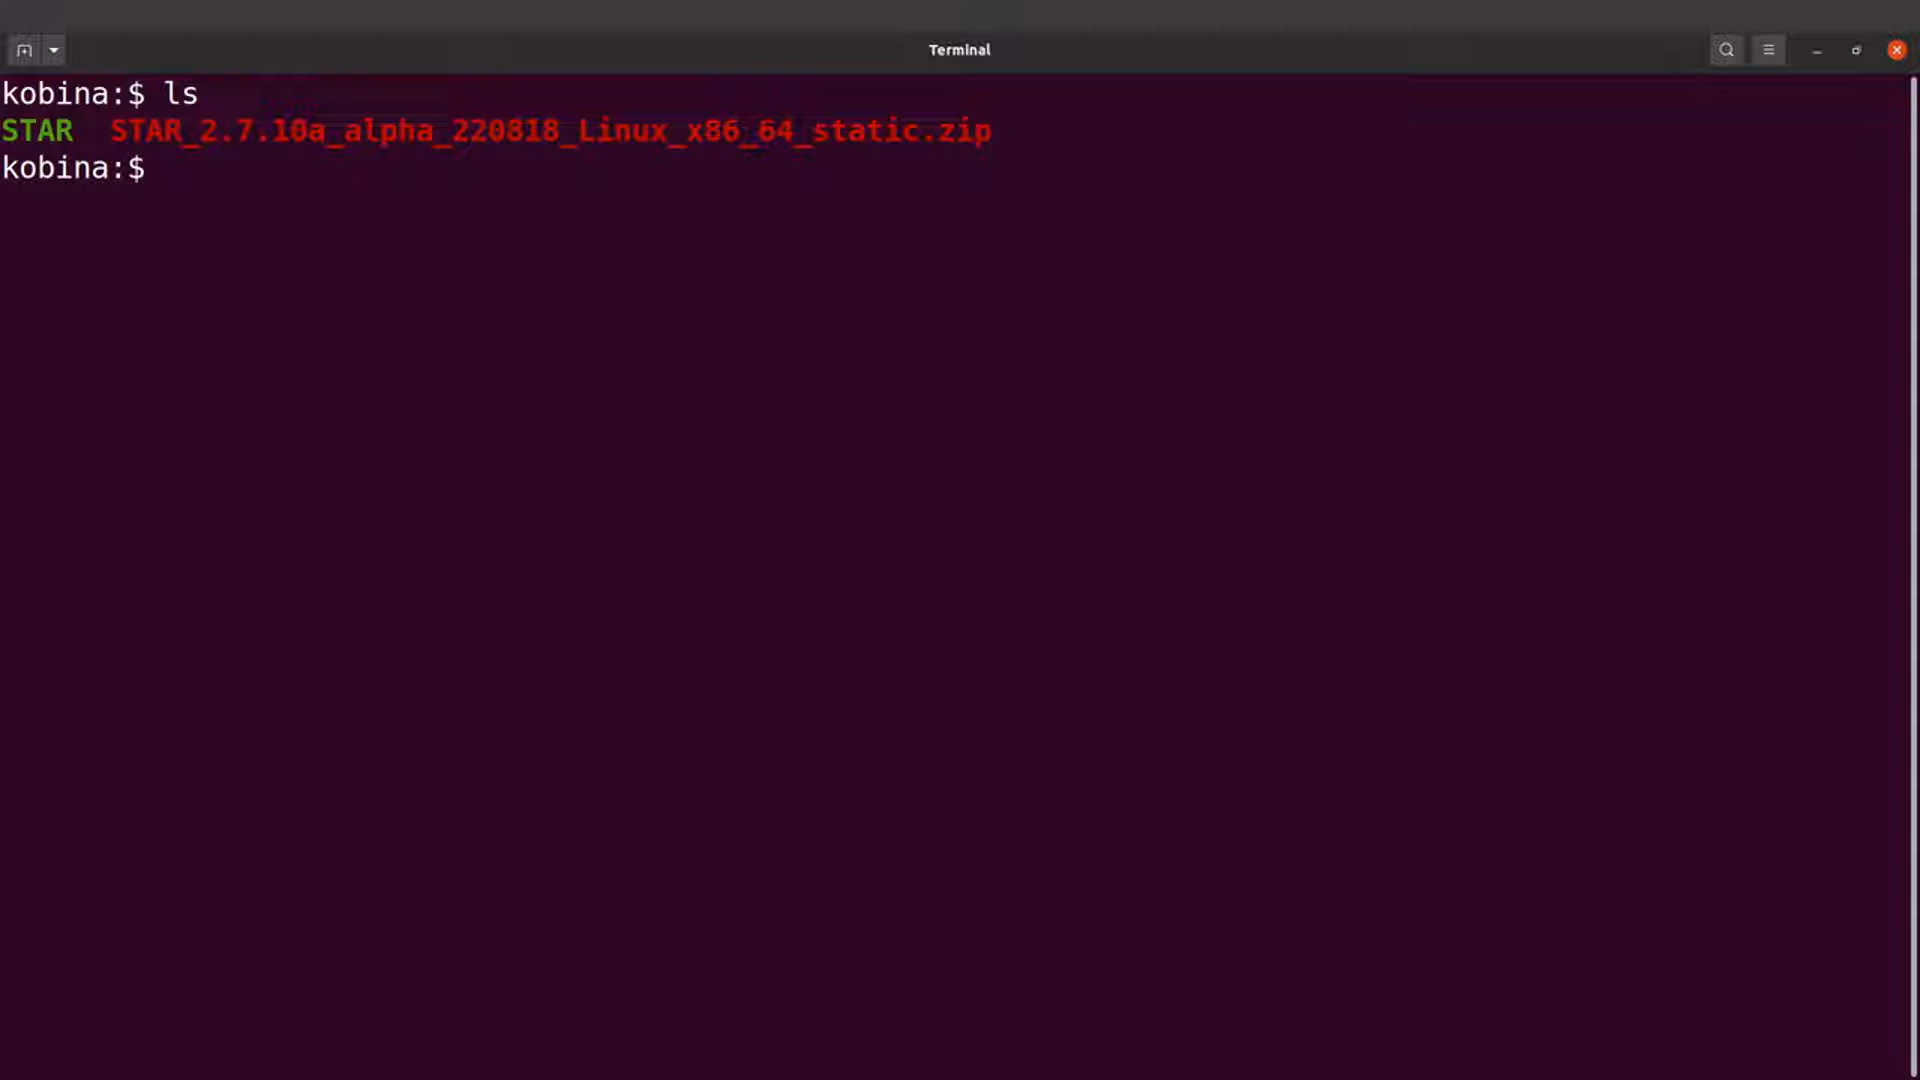 Terminal
kobina:$ ls
STAR  STAR_2.7.10a_alpha_220818_Linux_x86_64_static.zip
kobina:$